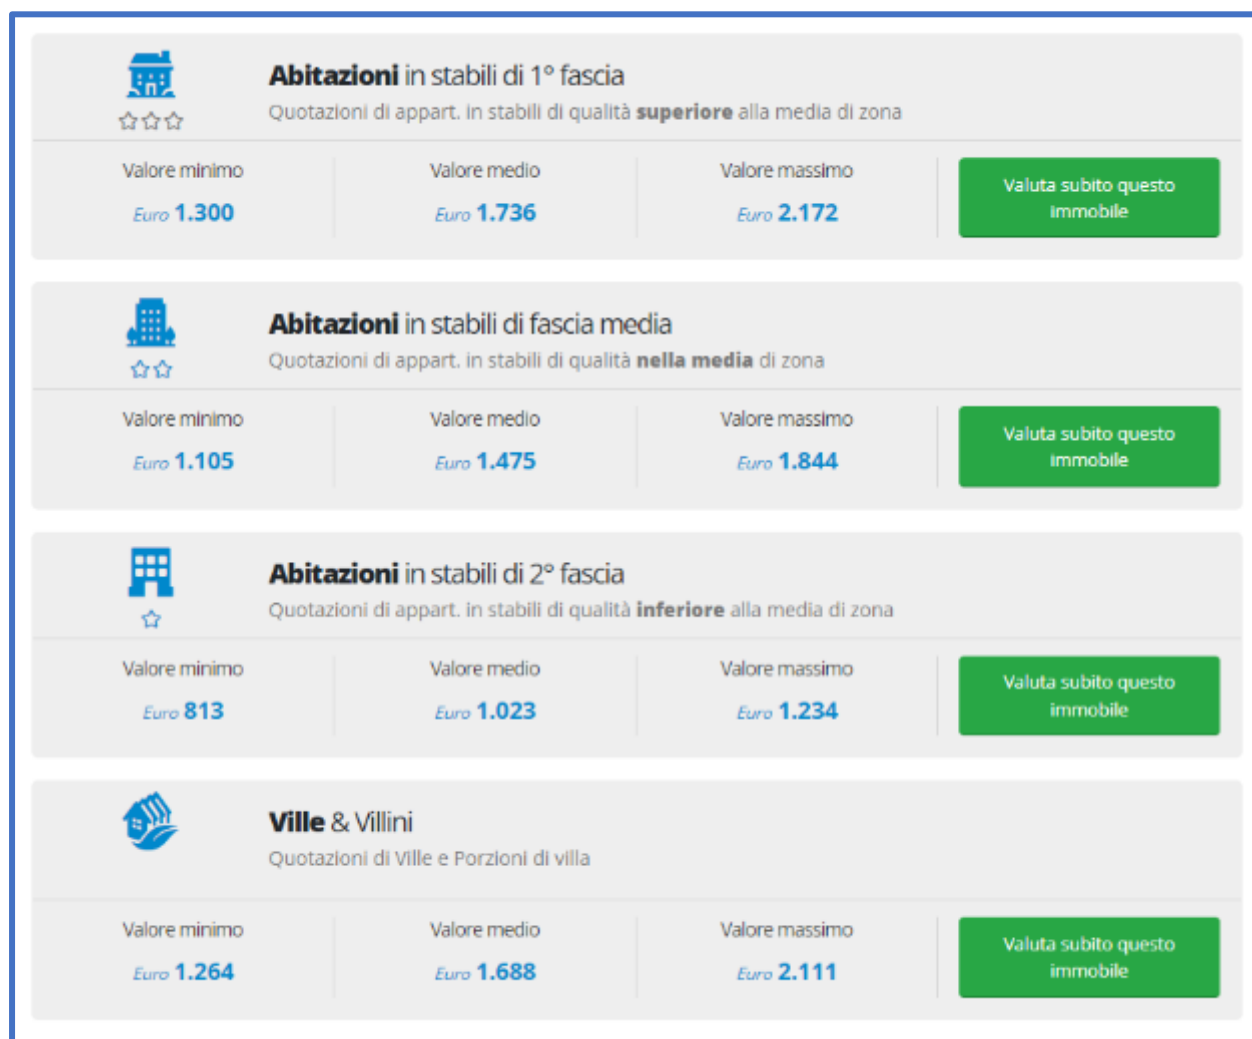 Abitazioni in stabili di 1° fascia
Quotazioni di appart. in stabili di qualità superiore alla media di zona
Valore minimo Valore medio Valore massimo
Euro 1.300 Euro 1.736 Euro 2.172
Valuta subito questo
immobile
Abitazioni in stabili di fascia media
Quotazioni di appart. in stabili di qualità nella media di zona
Valore minimo Valore medio Valore massimo
Euro 1.105 Euro 1.475 Euro 1.844
Valuta subito questo
immobile
Abitazioni in stabili di 2° fascia
Quotazioni di appart. in stabili di qualità inferiore alla media di zona
Valore minimo Valore medio Valore massimo
Euro 813 Euro 1.023 Euro 1.234
Valuta subito questo
immobile
Ville & Villini
Quotazioni di Ville e Porzioni di villa
Valore minimo Valore medio Valore massimo
Euro 1.264 Euro 1.688 Euro 2.111
Valuta subito questo
immobile